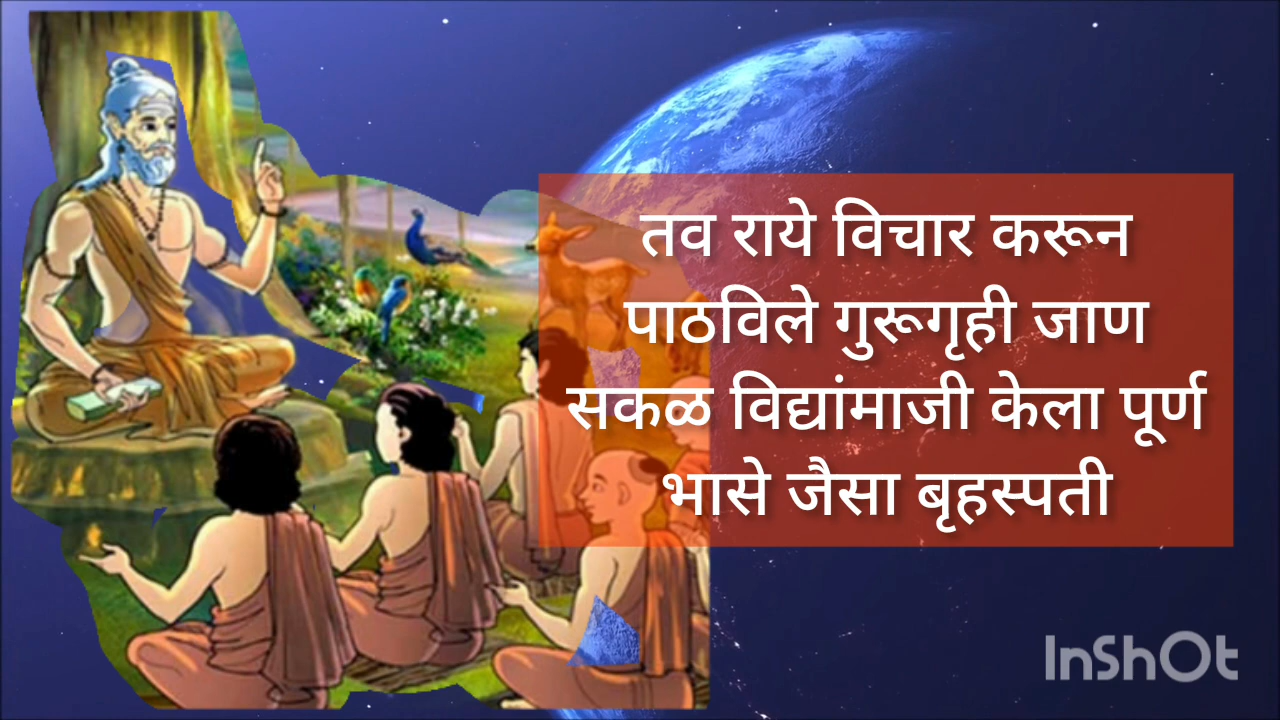 तव राये विचार करून
पाठविले गुरूगृही जाण
सकळ विद्यांमाजी केला पूर्ण
भासे जैसा बृहस्पती
InShOt